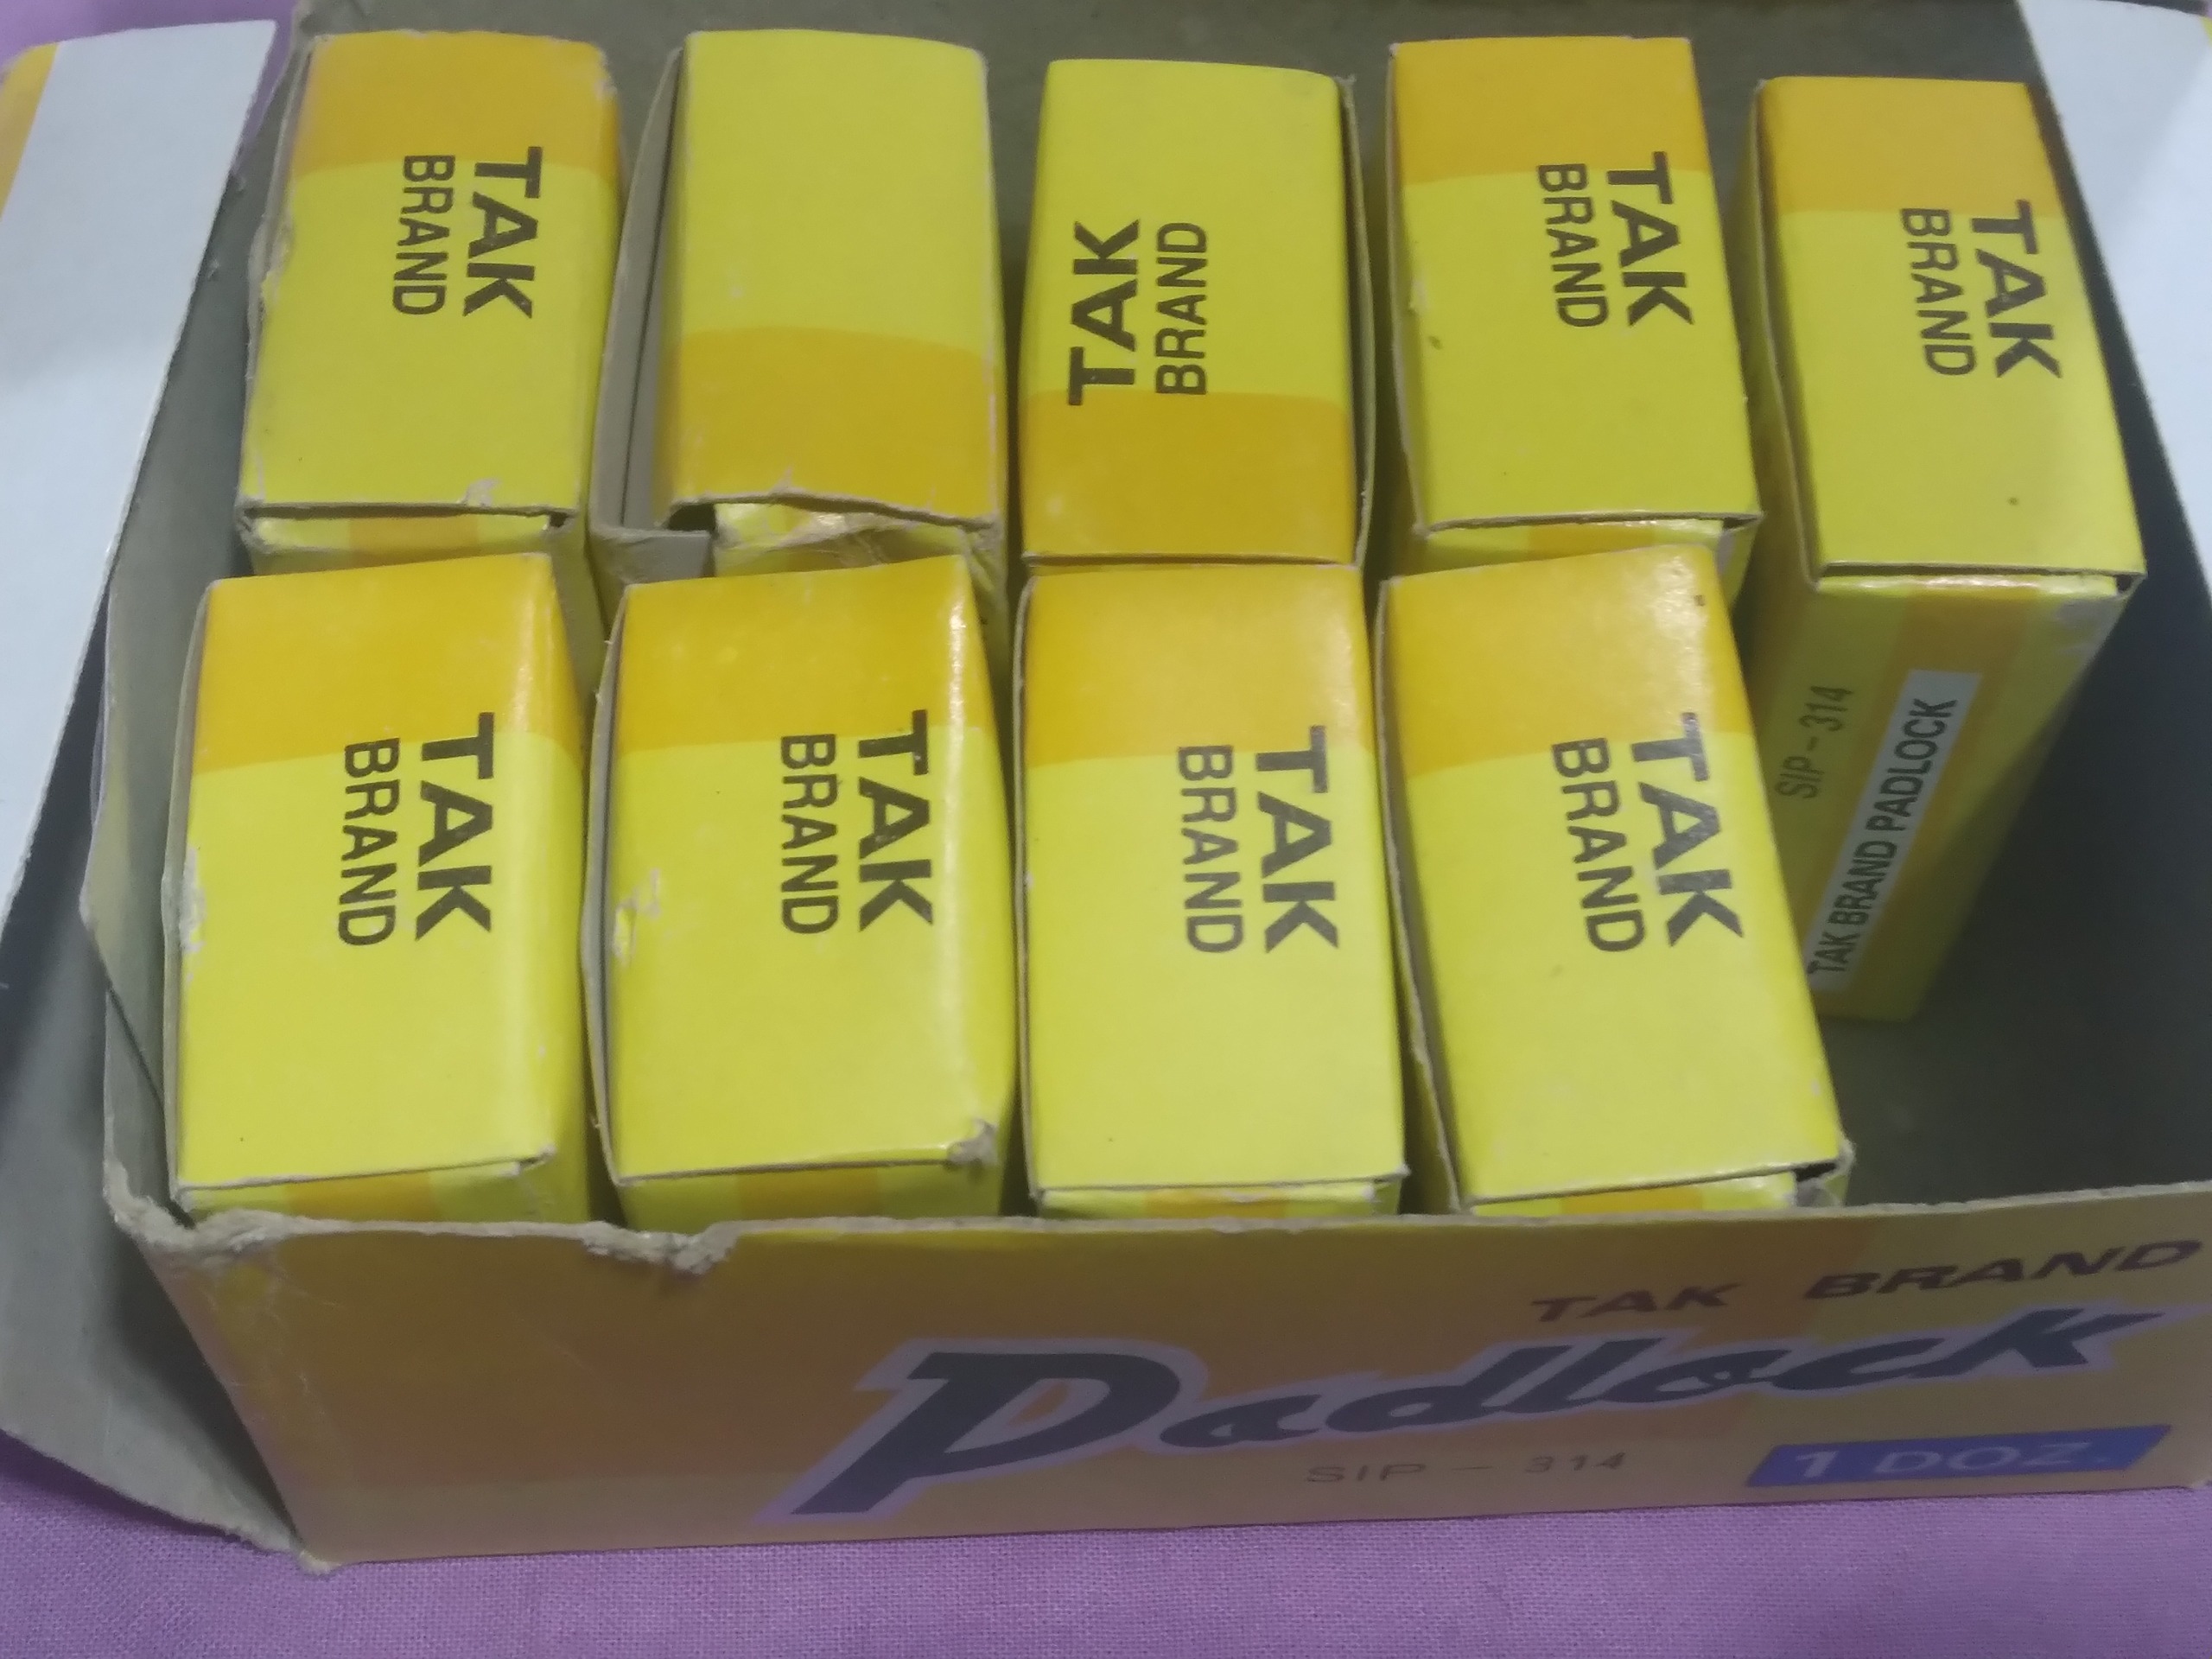 TAK
BRAND
TAK
BRAND
TAK
BRAND
TAK
BRAND
SIP-314
TAK BRAND PADLOCK
TAK
BRAND
TAK
BRAND
TAK
BRAND
TAK
BRAND
TAK BRAND
Padlock
SIP - 314
1 DOZ.